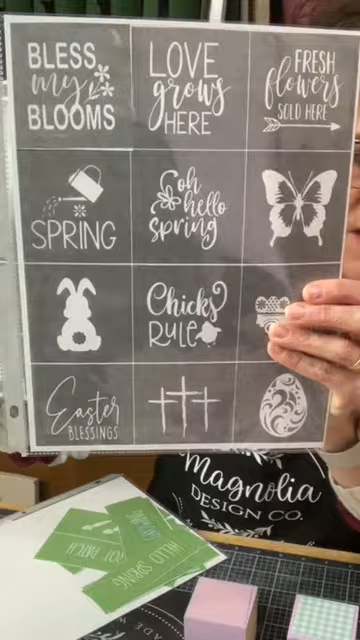 BLESS
my
BLOOMS
LOVE
grows
HERE
FRESH
flowers
SOLD HERE
SPRING
oh
hello
spring
Chicks
RULE
Easter
BLESSINGS
Magnolia
DESIGN CO.
HELLO SPRING
PATCH